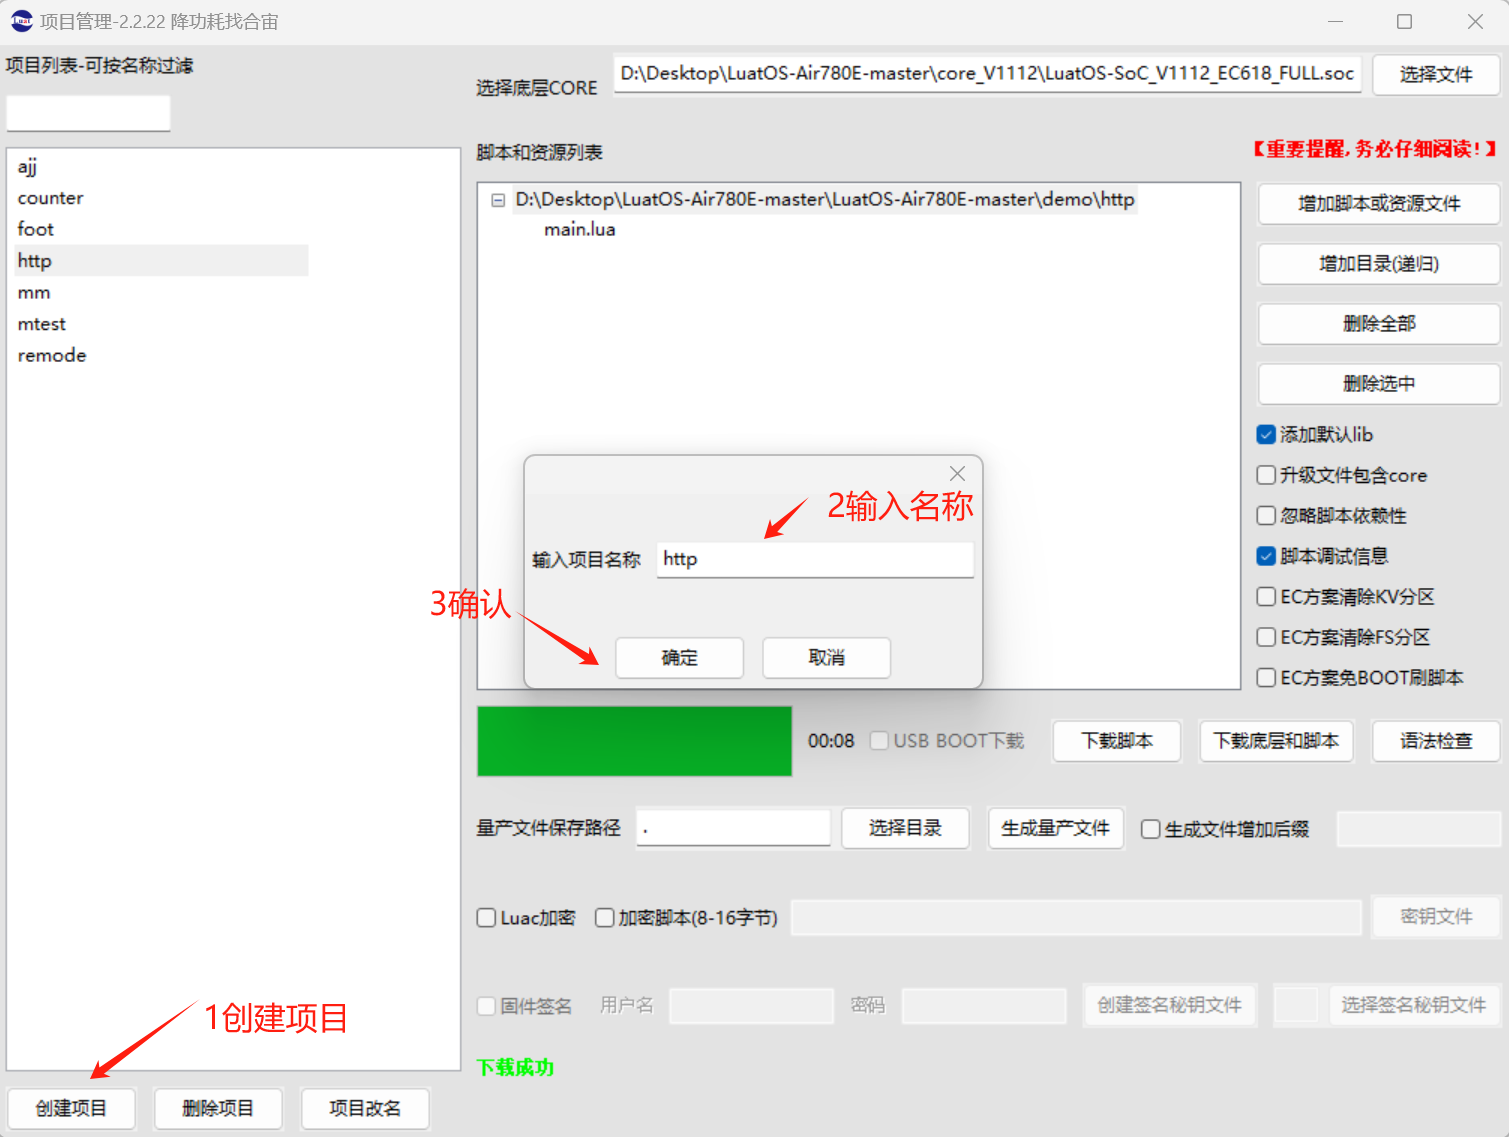 Luat 项目管理-2.2.22 降功耗找合宙
项目列表-可按名称过滤
选择底层CORE
D:\Desktop\LuatOS-Air780E-master\core_V1112\LuatOS-SoC_V1112_EC618_FULL.soc
选择文件
ajj
counter
foot
http
mm
mtest
remode
脚本和资源列表
【重要提醒,务必仔细阅读!】
D:\Desktop\LuatOS-Air780E-master\LuatOS-Air780E-master\demo\http
main.lua
增加脚本或资源文件
增加目录(递归)
删除全部
删除选中
添加默认lib
升级文件包含core
忽略脚本依赖性
脚本调试信息
EC方案清除KV分区
EC方案清除FS分区
EC方案免BOOT刷脚本
2输入名称
输入项目名称 http
3确认
确定 取消
00:08 USB BOOT下载 下载脚本 下载底层和脚本 语法检查
量产文件保存路径 . 选择目录 生成量产文件 生成文件增加后缀
Luac加密 加密脚本(8-16字节) 密钥文件
固件签名 用户名 密码 创建签名秘钥文件 选择签名秘钥文件
1创建项目
下载成功
创建项目 删除项目 项目改名